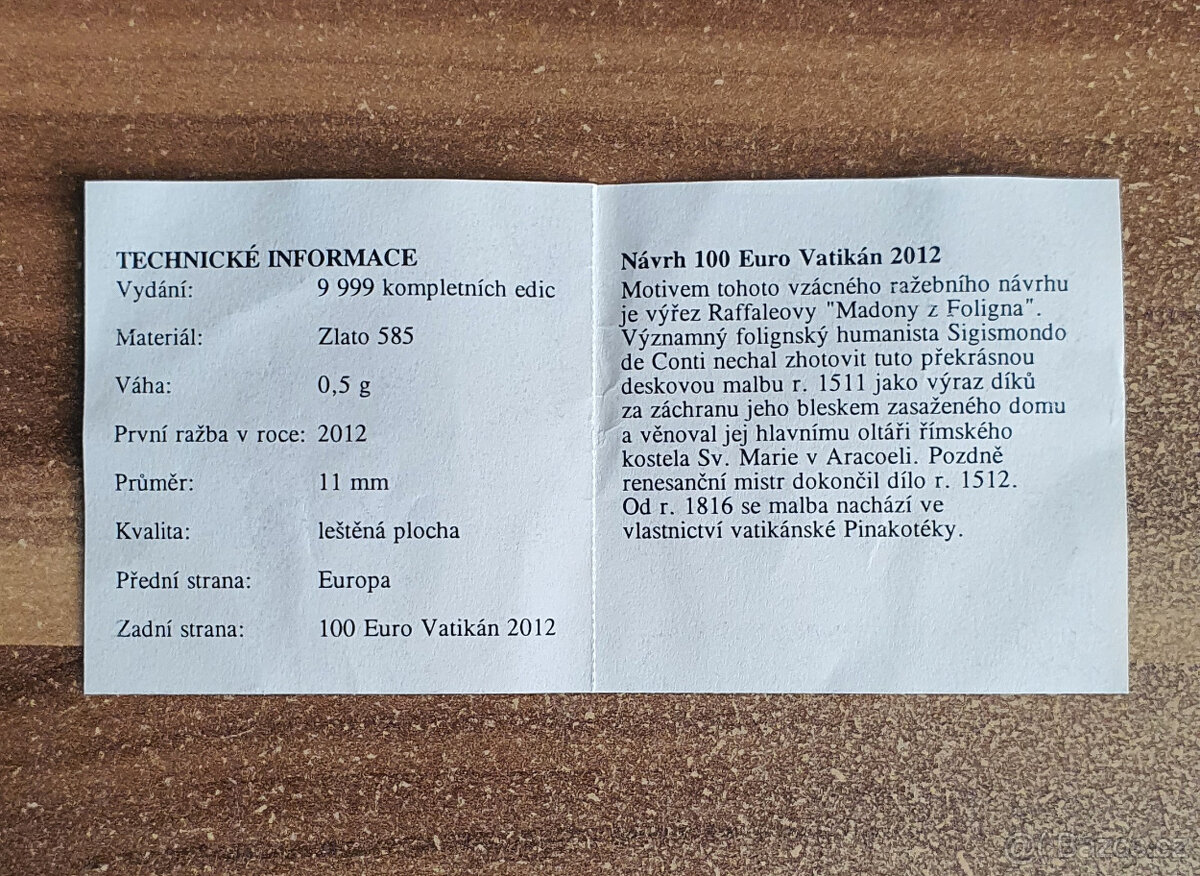 TECHNICKÉ INFORMACE
Vydání: 9 999 kompletních edic
Materiál: Zlato 585
Váha: 0,5 g
První ražba v roce: 2012
Průměr: 11 mm
Kvalita: leštěná plocha
Přední strana: Europa
Zadní strana: 100 Euro Vatikán 2012
Návrh 100 Euro Vatikán 2012
Motivem tohoto vzácného ražebního návrhu
je výřez Raffaleovy "Madony z Foligna".
Významný folignský humanista Sigismondo
de Conti nechal zhotovit tuto překrásnou
deskovou malbu r. 1511 jako výraz díků
za záchranu jeho bleskem zasaženého domu
a věnoval jej hlavnímu oltáři římského
kostela Sv. Marie v Aracoeli. Pozdně
renesanční mistr dokončil dílo r. 1512.
Od r. 1816 se malba nachází ve
vlastnictví vatikánské Pinakotéky.